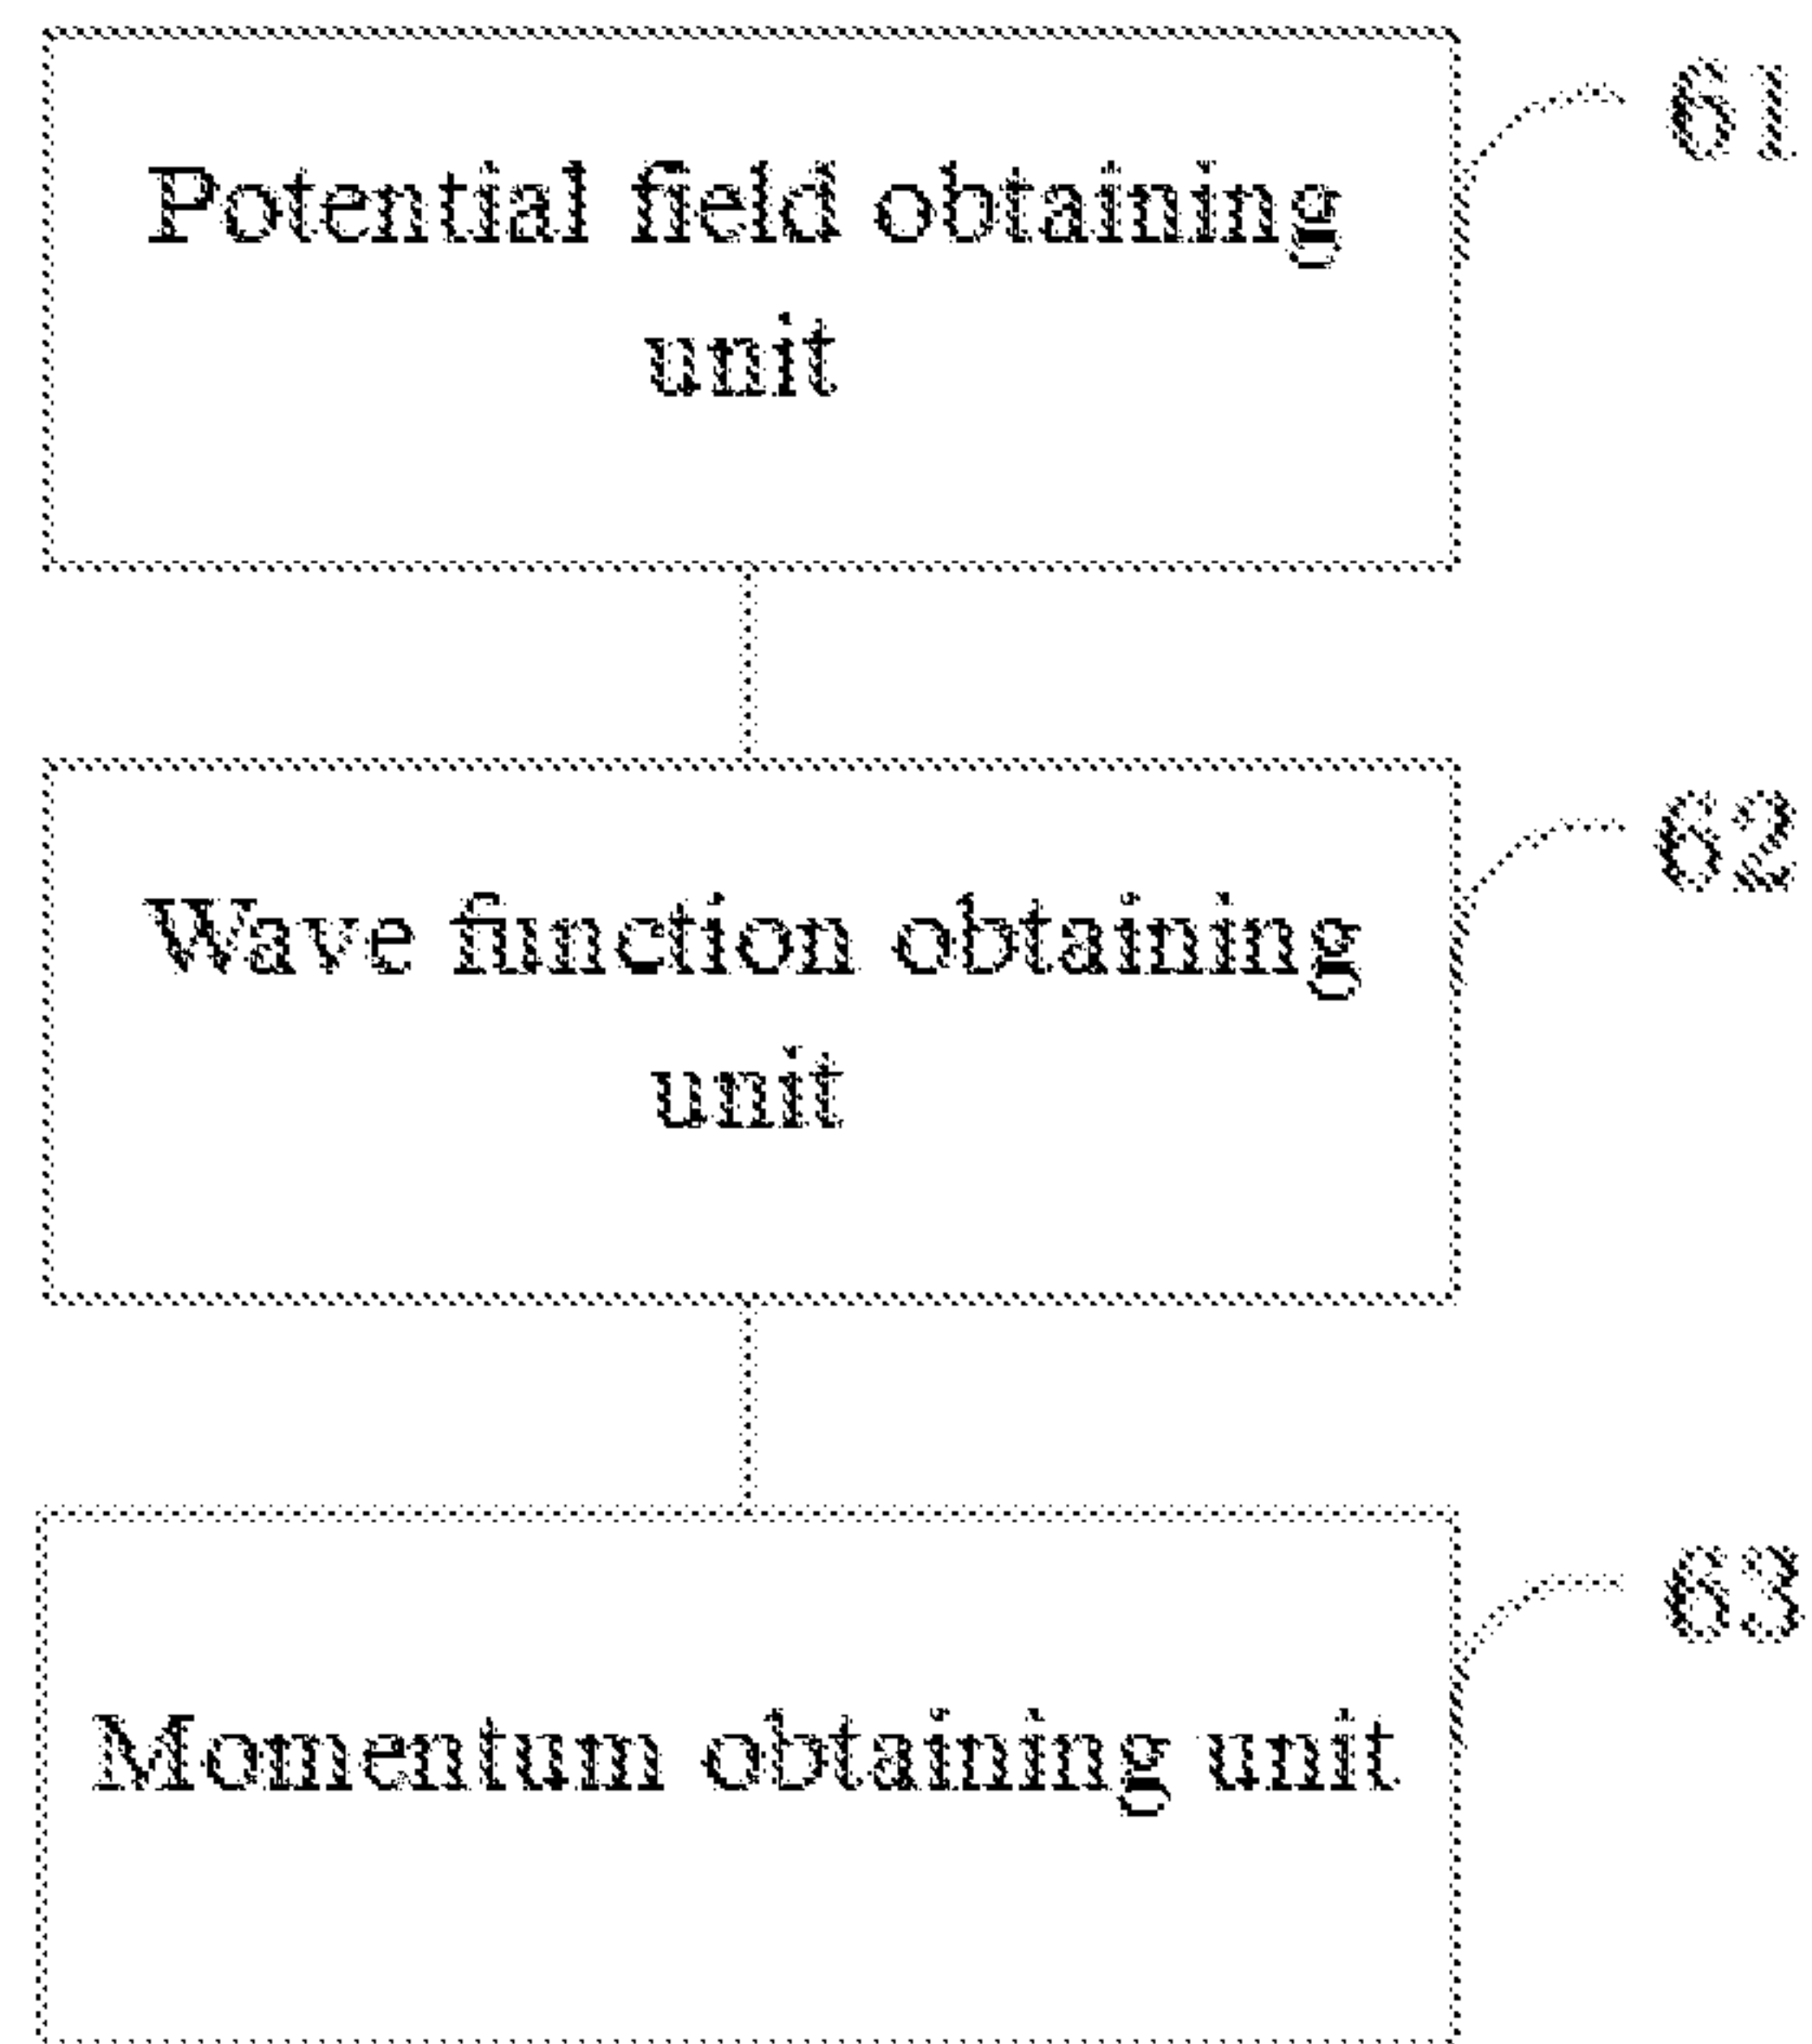 Potential field obtaining
unit
61
Wave function obtaining
unit
62
Momentum obtaining unit
63